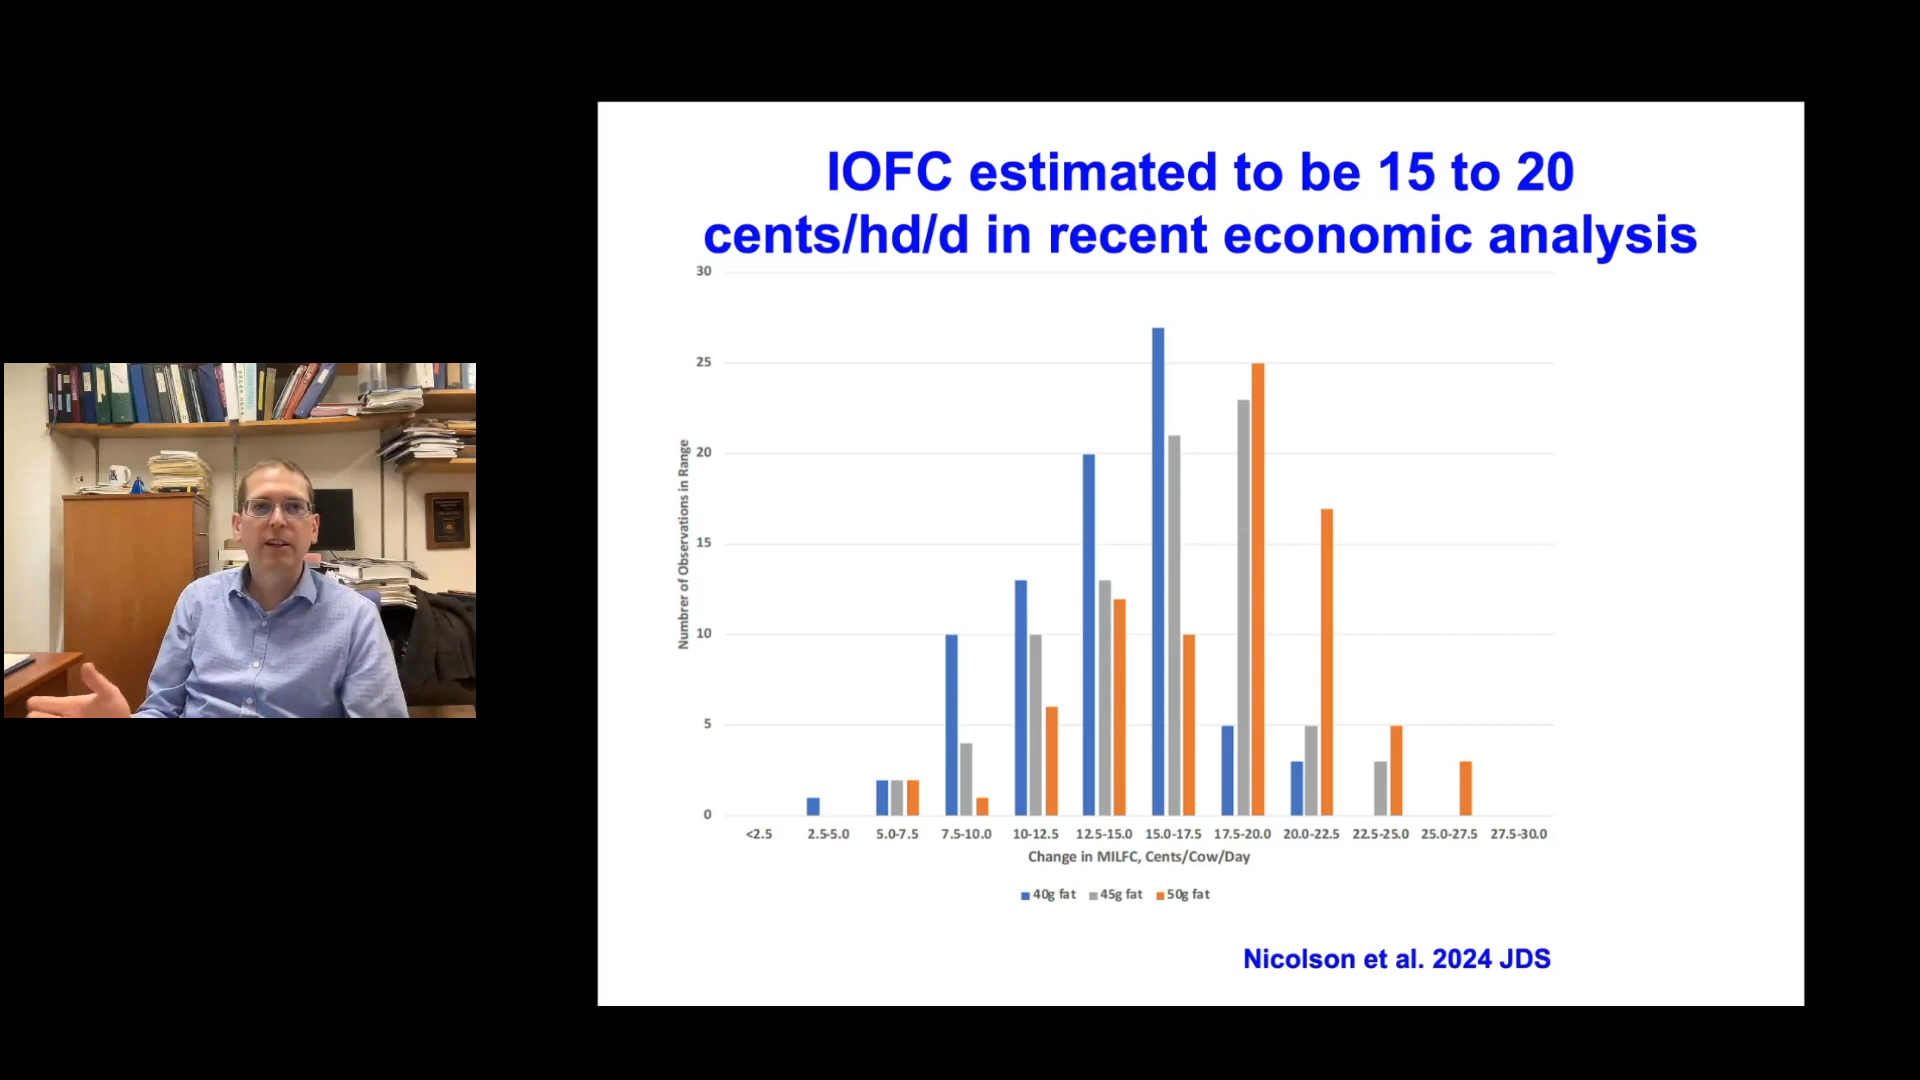 IOFC estimated to be 15 to 20
cents/hd/d in recent economic analysis
30
25
20
15
10
5
0
Numbrer of Observations in Range
<2.5 2.5-5.0 5.0-7.5 7.5-10.0 10-12.5 12.5-15.0 15.0-17.5 17.5-20.0 20.0-22.5 22.5-25.0 25.0-27.5 27.5-30.0
Change in MILFC, Cents/Cow/Day
40g fat 45g fat 50g fat
Nicolson et al. 2024 JDS